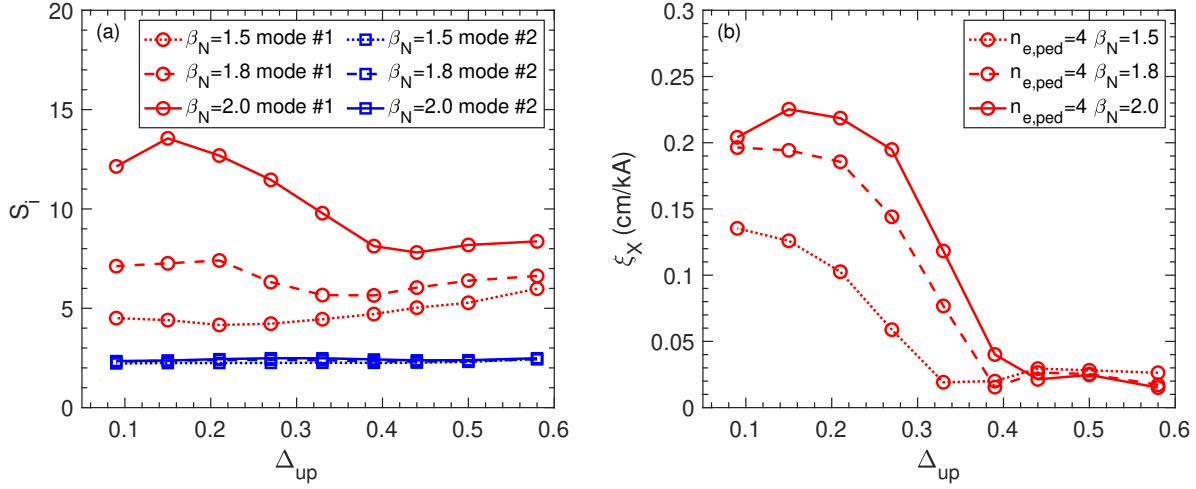 (a)
β_N=1.5 mode #1
β_N=1.5 mode #2
β_N=1.8 mode #1
β_N=1.8 mode #2
β_N=2.0 mode #1
β_N=2.0 mode #2
20
15
10
5
0
S_i
0.1 0.2 0.3 0.4 0.5 0.6
Δ_up
(b)
n_e,ped=4 β_N=1.5
n_e,ped=4 β_N=1.8
n_e,ped=4 β_N=2.0
0.3
0.25
0.2
0.15
0.1
0.05
0
ξ_X (cm/kA)
0.1 0.2 0.3 0.4 0.5 0.6
Δ_up